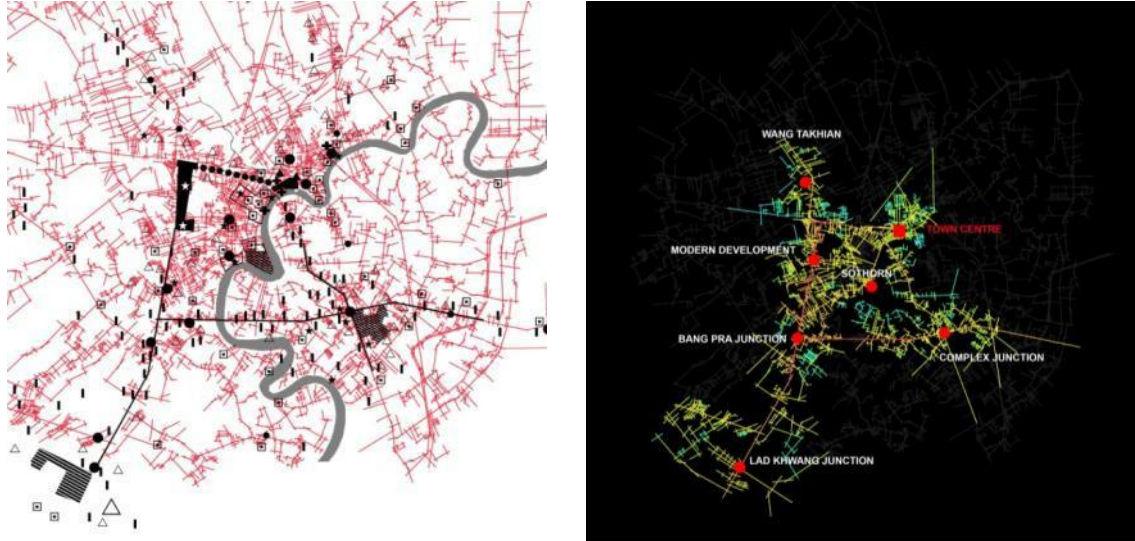 WANG TAKHIAN
TOWN CENTRE
MODERN DEVELOPMENT
SOTHORN
BANG PRA JUNCTION
COMPLEX JUNCTION
LAD KHWANG JUNCTION